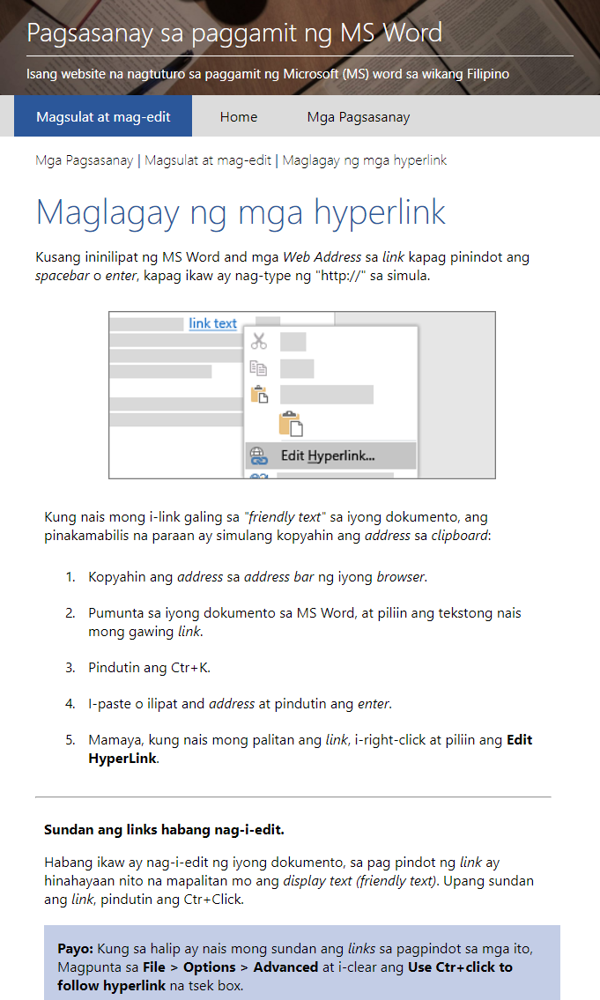 Pagsasanay sa paggamit ng MS Word
Isang website na nagtuturo sa paggamit ng Microsoft (MS) word sa wikang Filipino
Magsulat at mag-edit Home Mga Pagsasanay
Mga Pagsasanay | Magsulat at mag-edit | Maglagay ng mga hyperlink
Maglagay ng mga hyperlink
Kusang ininilipat ng MS Word and mga Web Address sa link kapag pinindot ang
spacebar o enter, kapag ikaw ay nag-type ng "http://" sa simula.
link text
Edit Hyperlink...
Kung nais mong i-link galing sa "friendly text" sa iyong dokumento, ang
pinakamabilis na paraan ay simulang kopyahin ang address sa clipboard:
1. Kopyahin ang address sa address bar ng iyong browser.
2. Pumunta sa iyong dokumento sa MS Word, at piliin ang tekstong nais
mong gawing link.
3. Pindutin ang Ctr+K.
4. I-paste o ilipat and address at pindutin ang enter.
5. Mamaya, kung nais mong palitan ang link, i-right-click at piliin ang Edit
HyperLink.
Sundan ang links habang nag-i-edit.
Habang ikaw ay nag-i-edit ng iyong dokumento, sa pag pindot ng link ay
hinahayaan nito na mapalitan mo ang display text (friendly text). Upang sundan
ang link, pindutin ang Ctr+Click.
Payo: Kung sa halip ay nais mong sundan ang links sa pagpindot sa mga ito,
Magpunta sa File > Options > Advanced at i-clear ang Use Ctr+click to
follow hyperlink na tsek box.